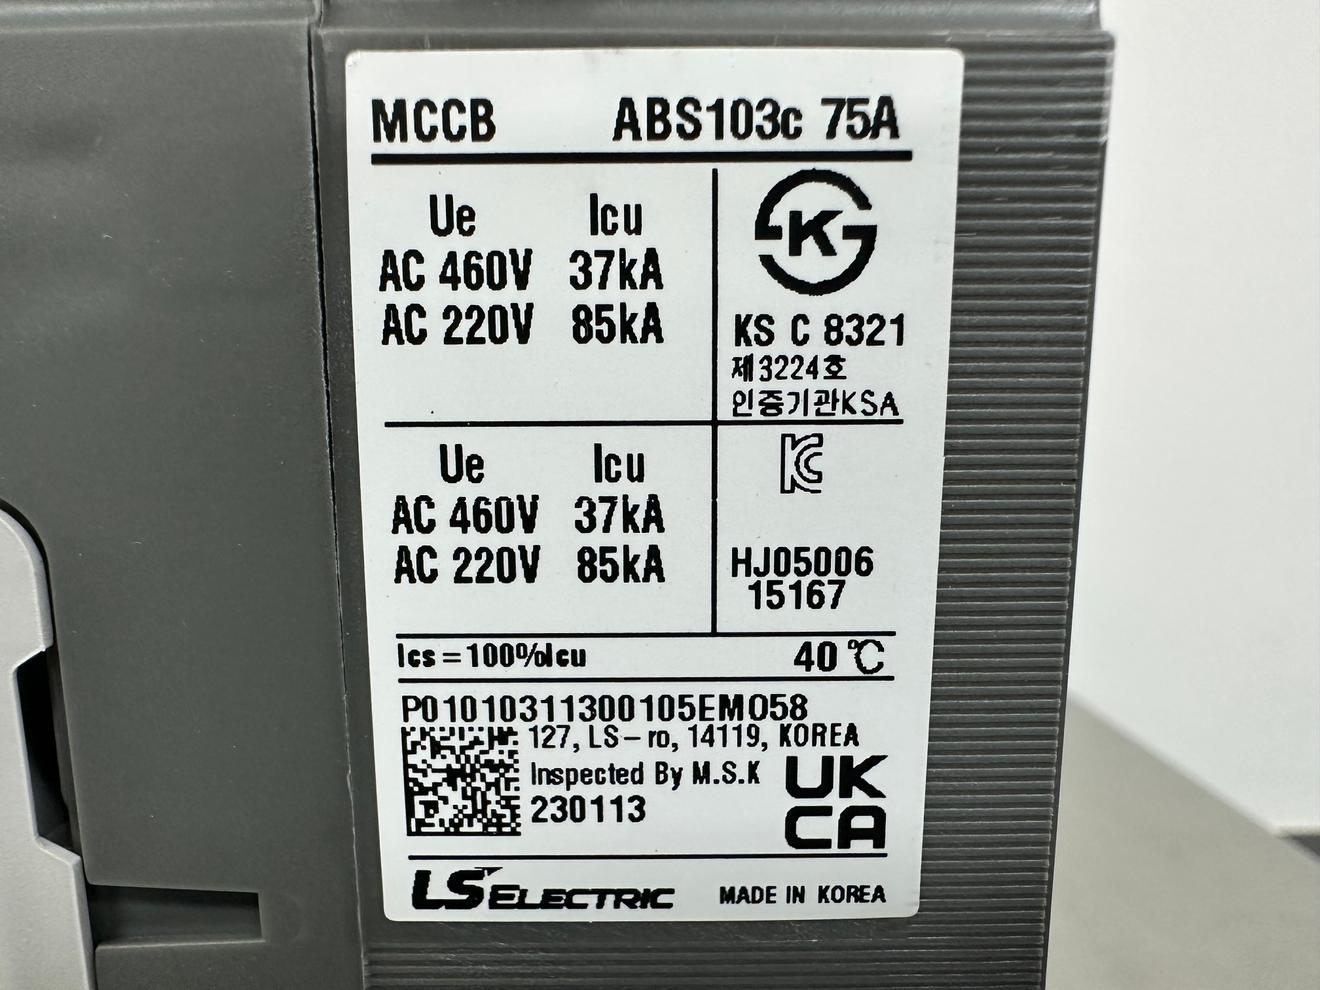 MCCB ABS103c 75A
Ue Icu
AC 460V 37kA
AC 220V 85kA
K
KS C 8321
제3224호
인증기관KSA
Ue Icu
AC 460V 37kA
AC 220V 85kA
KC
HJ05006
15167
Ics=100%Icu 40℃
P01010311300105EM058
127, LS-ro, 14119, KOREA
Inspected By M.S.K
230113
UK
CA
LS ELECTRIC MADE IN KOREA